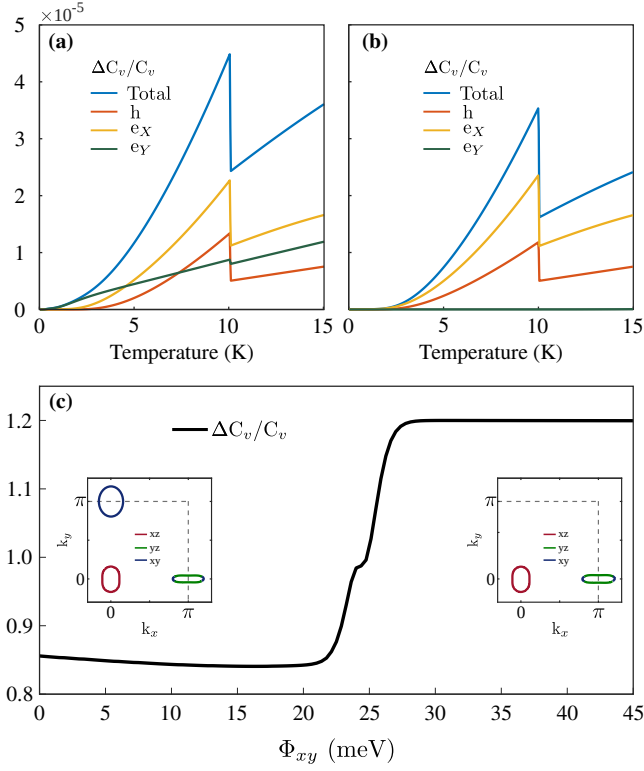 5 ×10⁻⁵
(a)
ΔC_v/C_v
Total
h
e_X
e_Y
4
3
2
1
0
0 5 10 15
Temperature (K)
(b)
ΔC_v/C_v
Total
h
e_X
e_Y
0 5 10 15
Temperature (K)
(c)
ΔC_v/C_v
1.2
1.1
1.0
0.9
0.8
π
k_y
xz
yz
xy
0
0 π
k_x
π
k_y
xz
yz
xy
0
0 π
k_x
0 5 10 15 20 25 30 35 40 45
Φ_xy (meV)